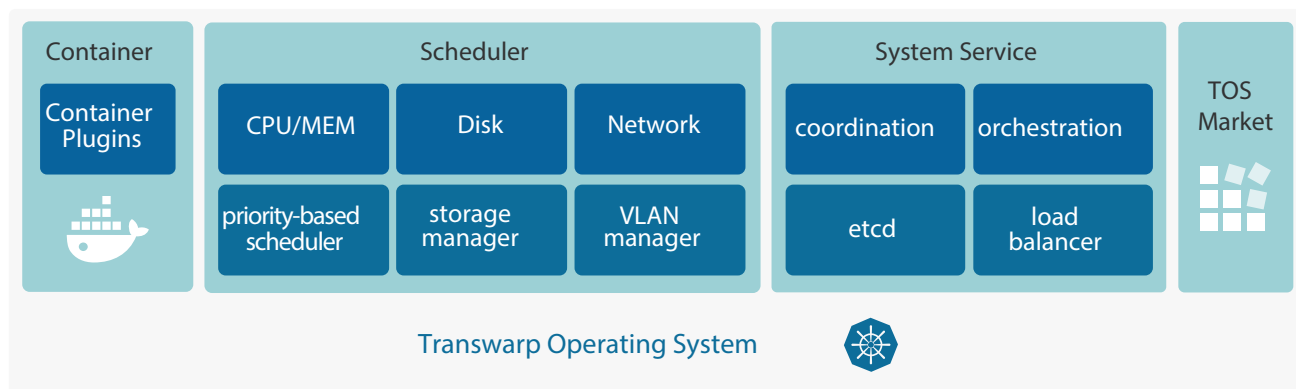 Container
Container
Plugins
Scheduler
CPU/MEM
Disk
Network
priority-based
scheduler
storage
manager
VLAN
manager
System Service
coordination
orchestration
etcd
load
balancer
TOS
Market
Transwarp Operating System